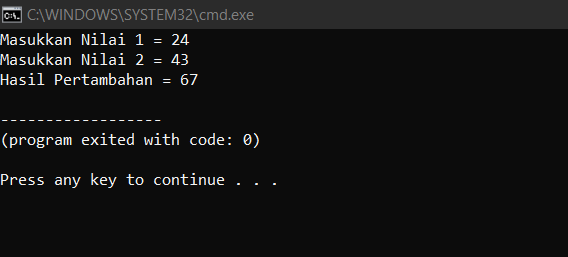 C:\WINDOWS\SYSTEM32\cmd.exe
Masukkan Nilai 1 = 24
Masukkan Nilai 2 = 43
Hasil Pertambahan = 67
------------------
(program exited with code: 0)
Press any key to continue . . .